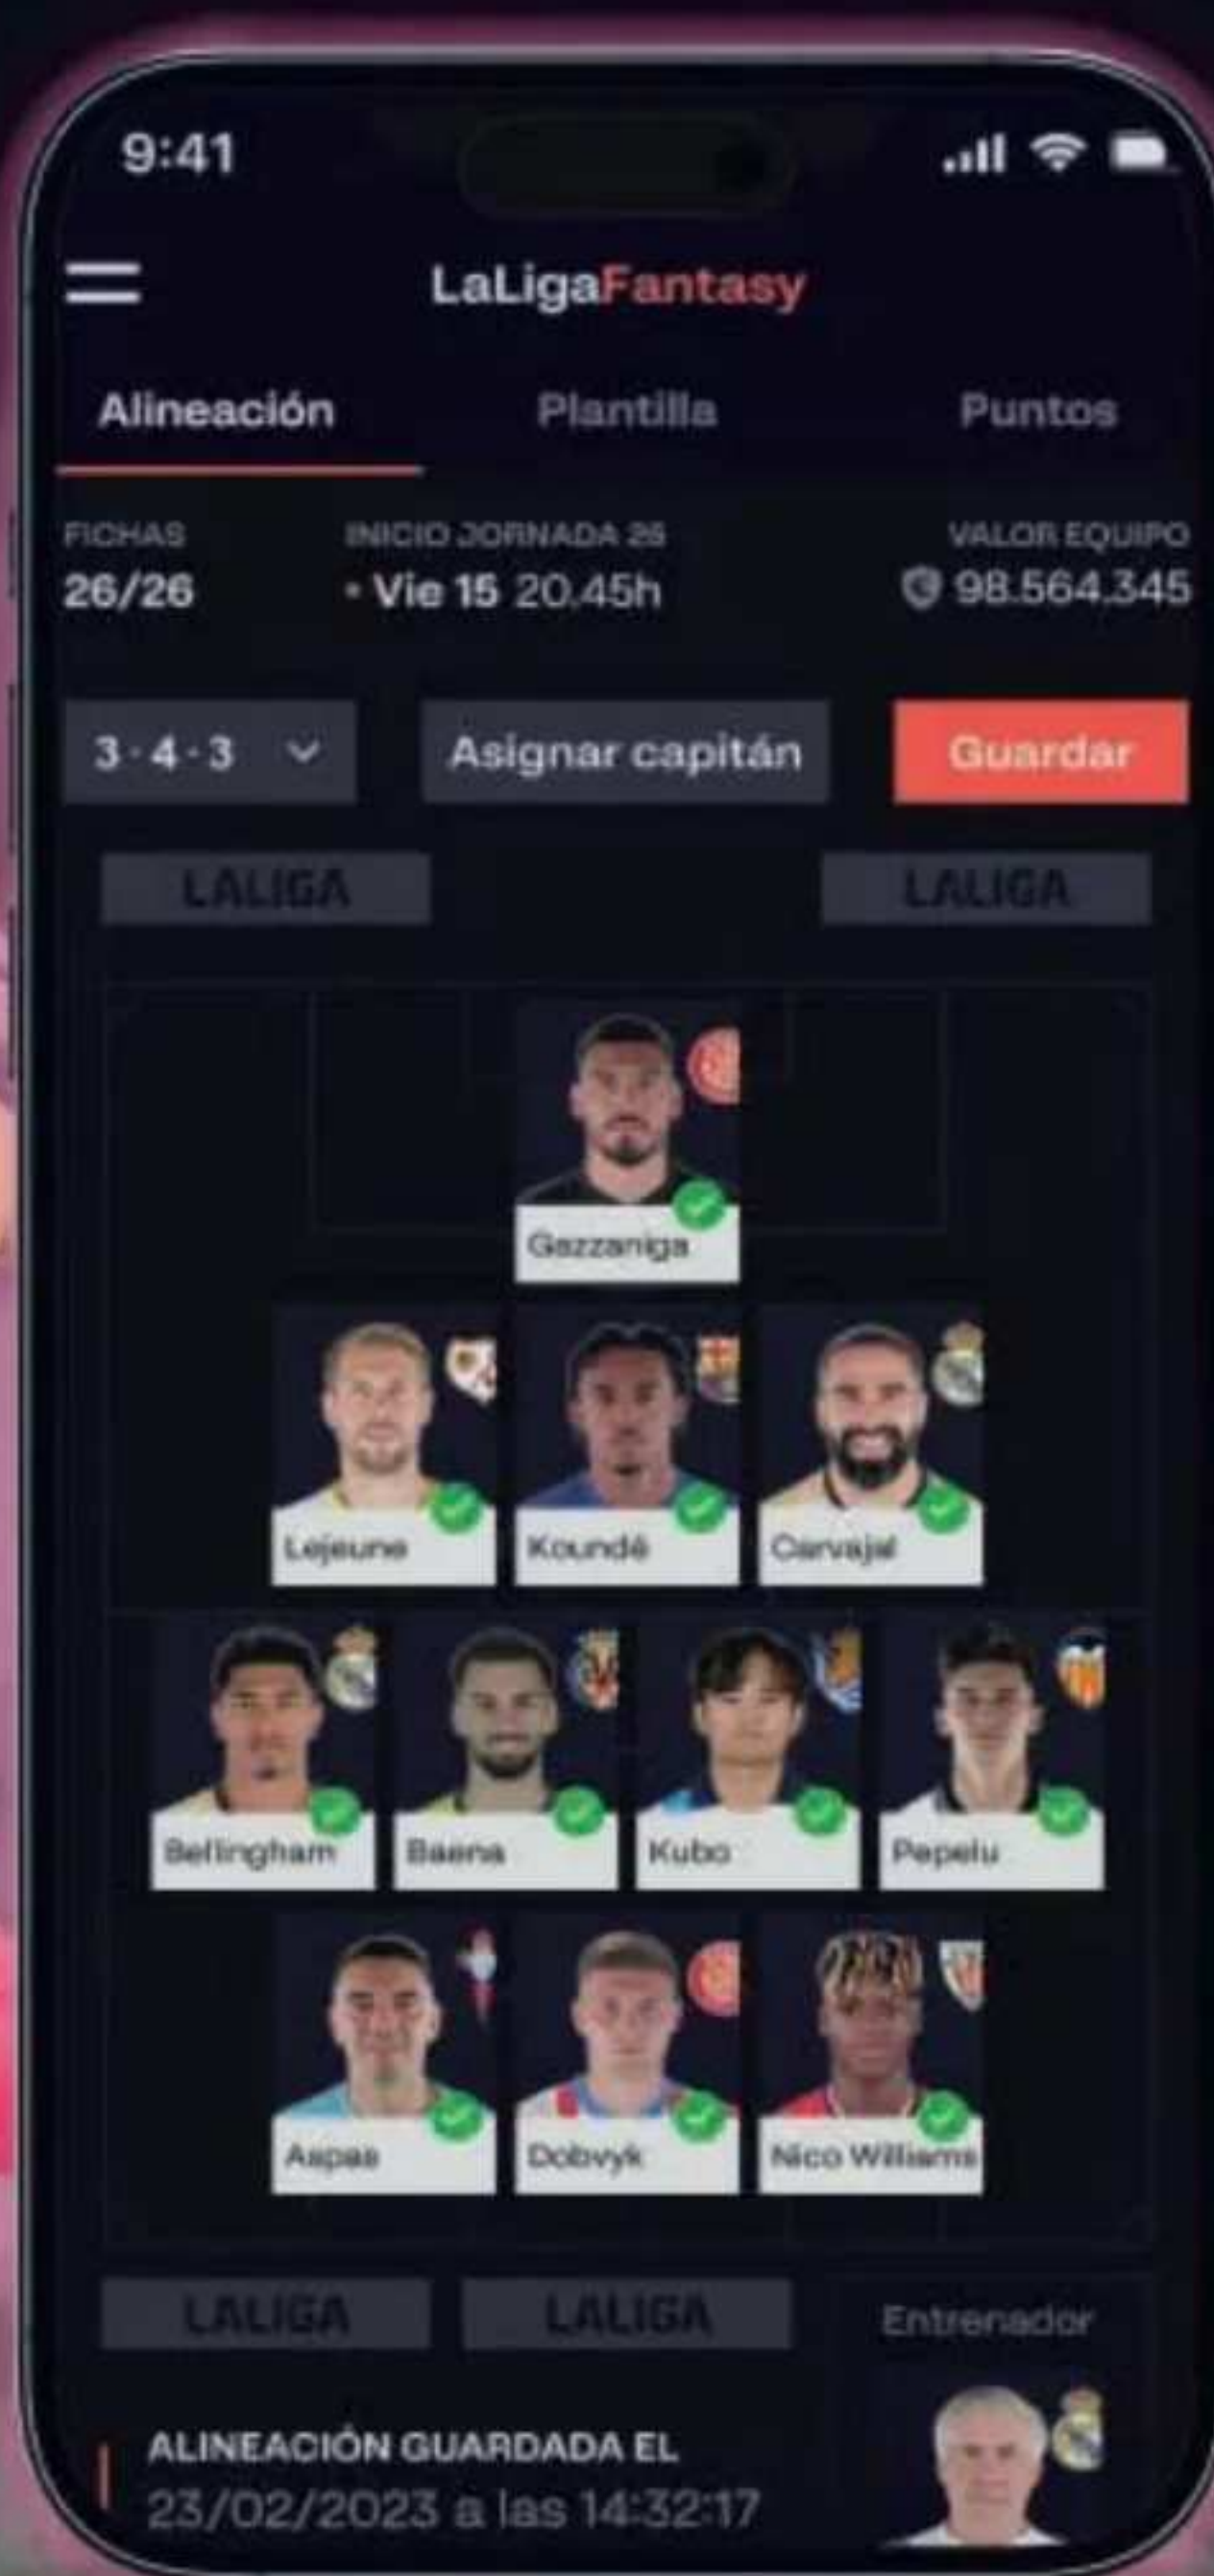 9:41
LaLigaFantasy
Alineación Plantilla Puntos
FICHAS INICIO JORNADA 26 VALOR EQUIPO
26/26 • Vie 15 20.45h 98.564.345
3 · 4 · 3 Asignar capitán Guardar
LALIGA LALIGA
Gazzaniga
Lejeune Koundé Carvajal
Bellingham Baena Kubo Pepelu
Aspas Dobvyk Nico Williams
LALIGA LALIGA Entrenador
ALINEACIÓN GUARDADA EL
23/02/2023 a las 14:32:17